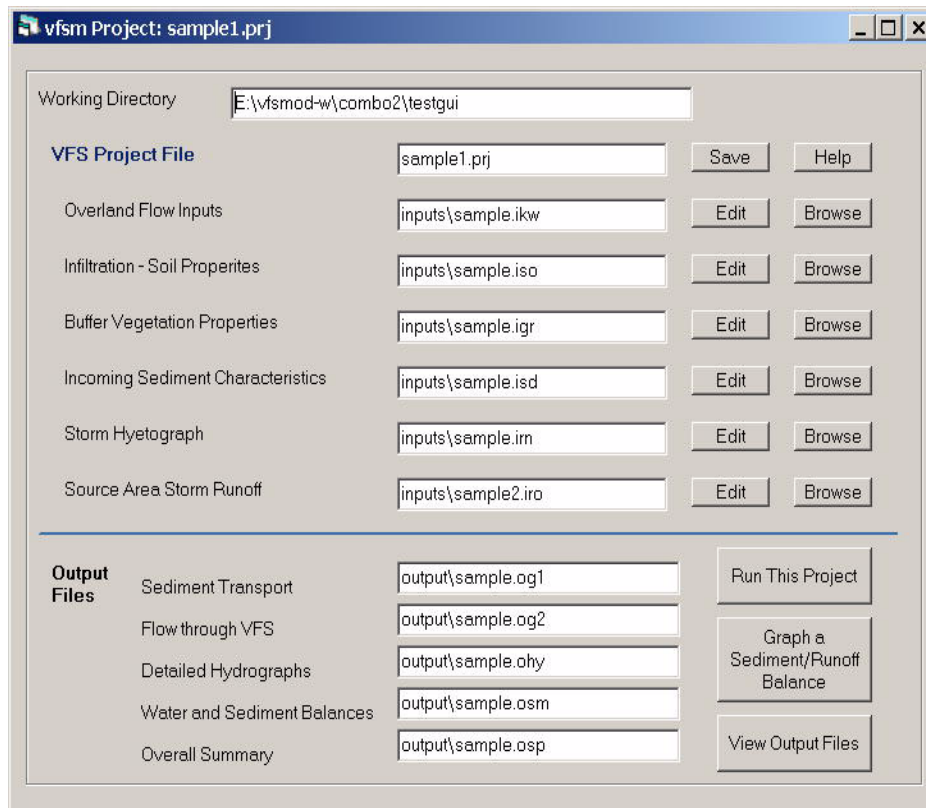 vfsm Project: sample1.prj
Working Directory E:\vfsmod-w\combo2\testgui
VFS Project File sample1.prj Save Help
Overland Flow Inputs inputs\sample.ikw Edit Browse
Infiltration - Soil Properites inputs\sample.iso Edit Browse
Buffer Vegetation Properties inputs\sample.igr Edit Browse
Incoming Sediment Characteristics inputs\sample.isd Edit Browse
Storm Hyetograph inputs\sample.irn Edit Browse
Source Area Storm Runoff inputs\sample2.iro Edit Browse
Output
Files
Sediment Transport output\sample.og1
Flow through VFS output\sample.og2
Detailed Hydrographs output\sample.ohy
Water and Sediment Balances output\sample.osm
Overall Summary output\sample.osp
Run This Project
Graph a
Sediment/Runoff
Balance
View Output Files